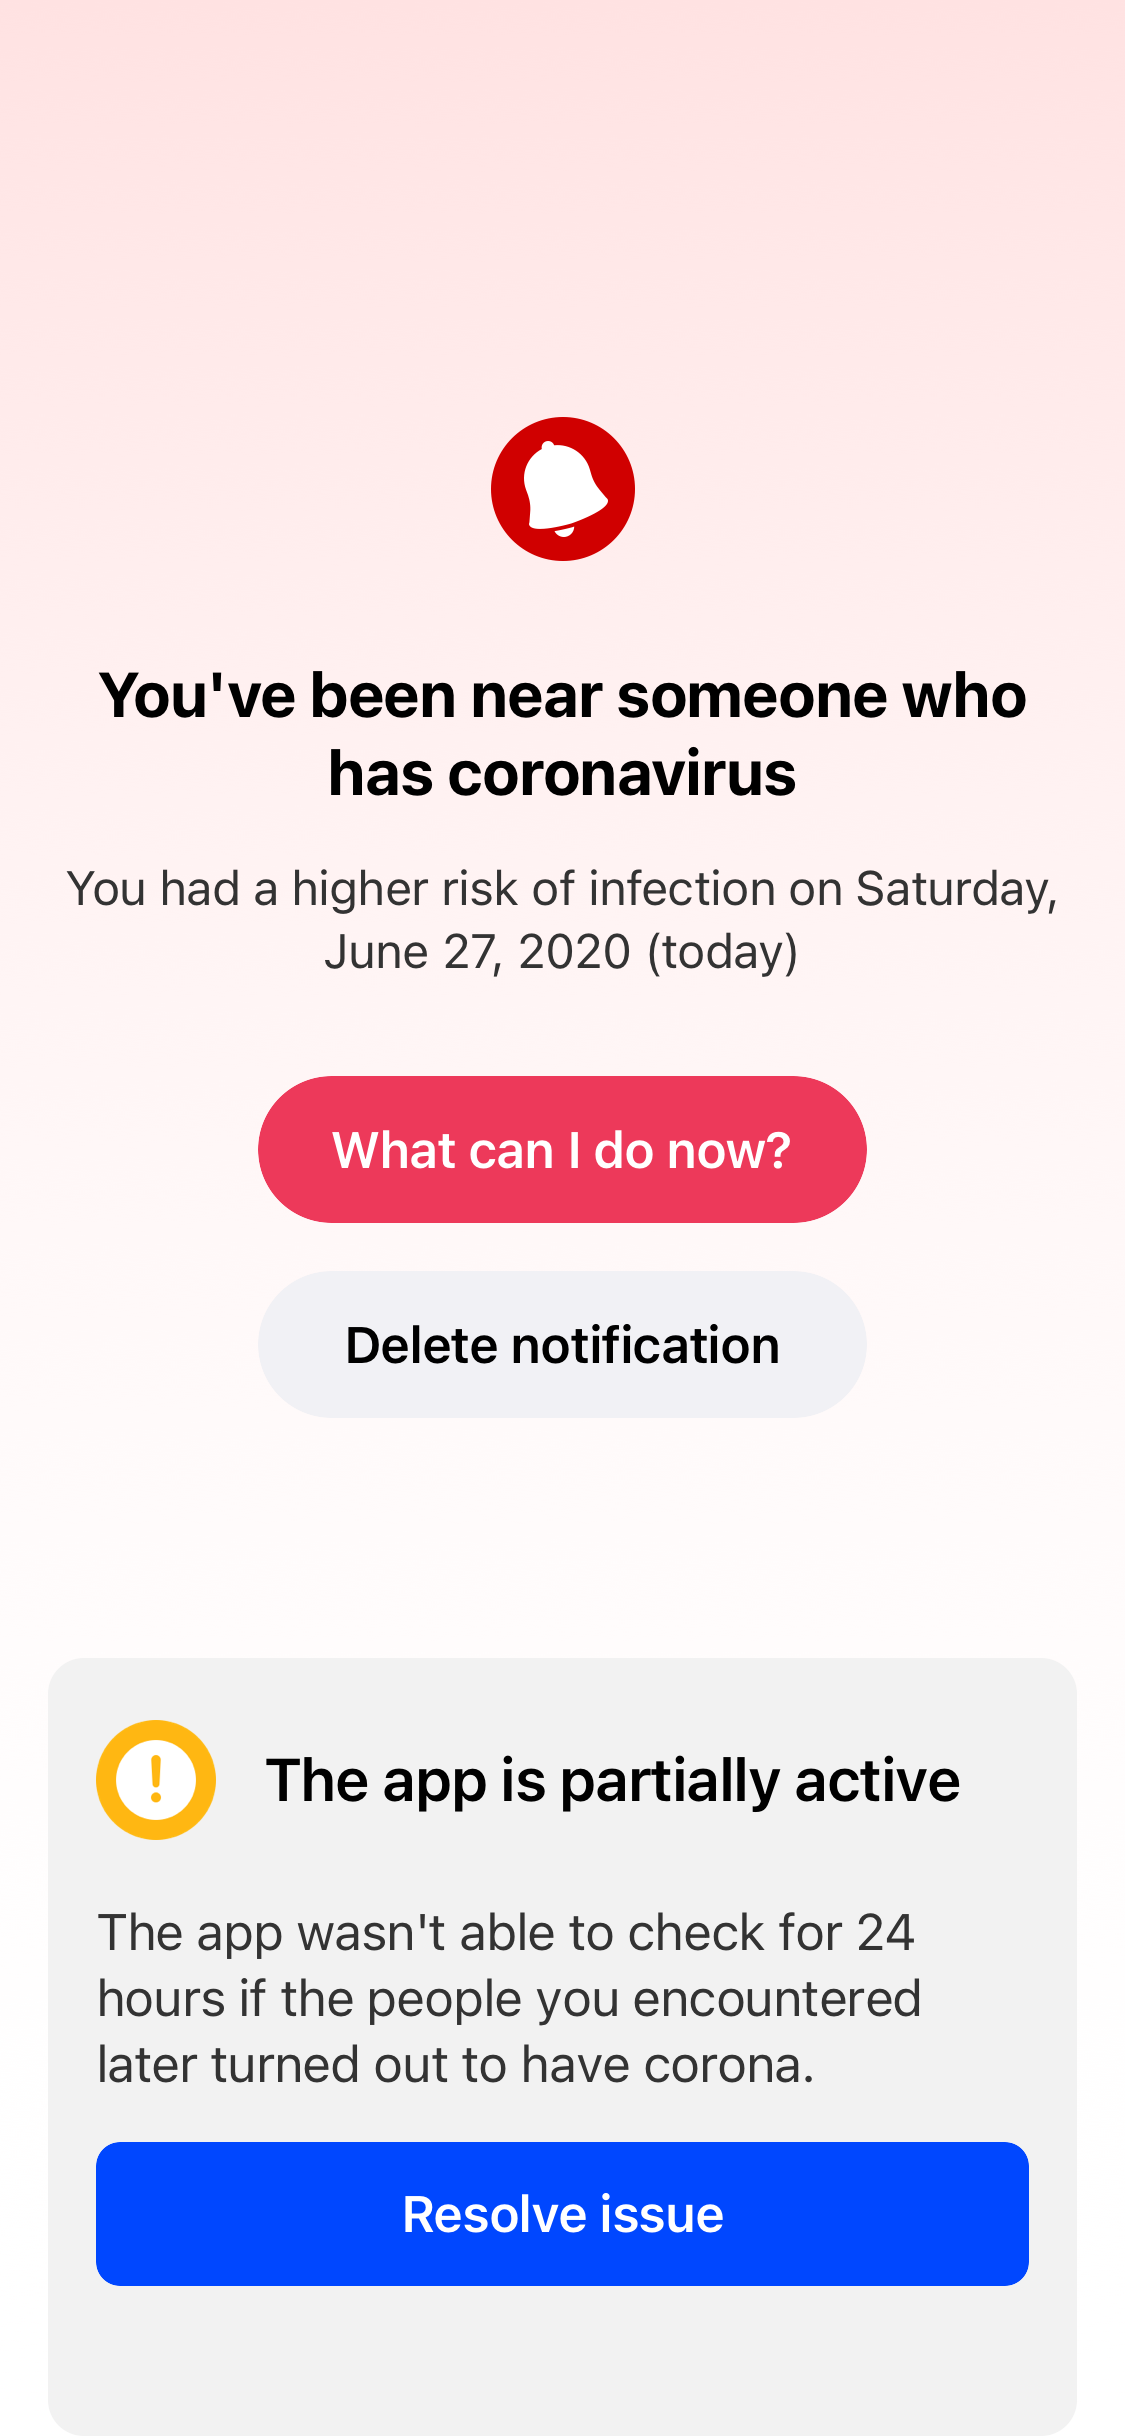 You've been near someone who
has coronavirus
You had a higher risk of infection on Saturday,
June 27, 2020 (today)
What can I do now?
Delete notification
The app is partially active
The app wasn't able to check for 24
hours if the people you encountered
later turned out to have corona.
Resolve issue